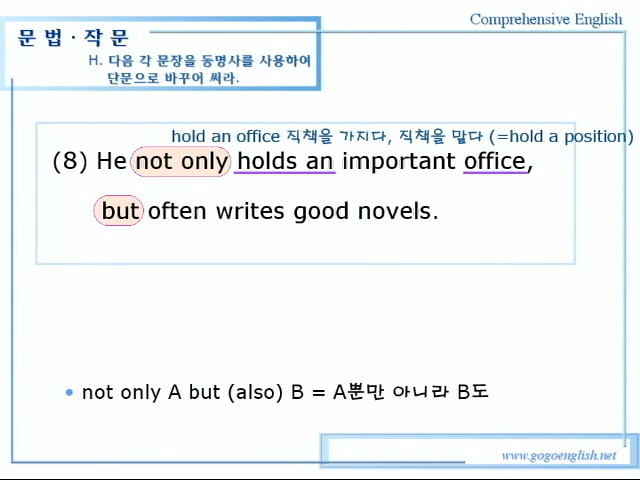 Comprehensive English
문 법 · 작 문
H. 다음 각 문장을 동명사를 사용하여
단문으로 바꾸어 써라.
hold an office 직책을 가지다, 직책을 맡다 (=hold a position)
(8) He not only holds an important office,
but often writes good novels.
• not only A but (also) B = A뿐만 아니라 B도
www.gogoenglish.net